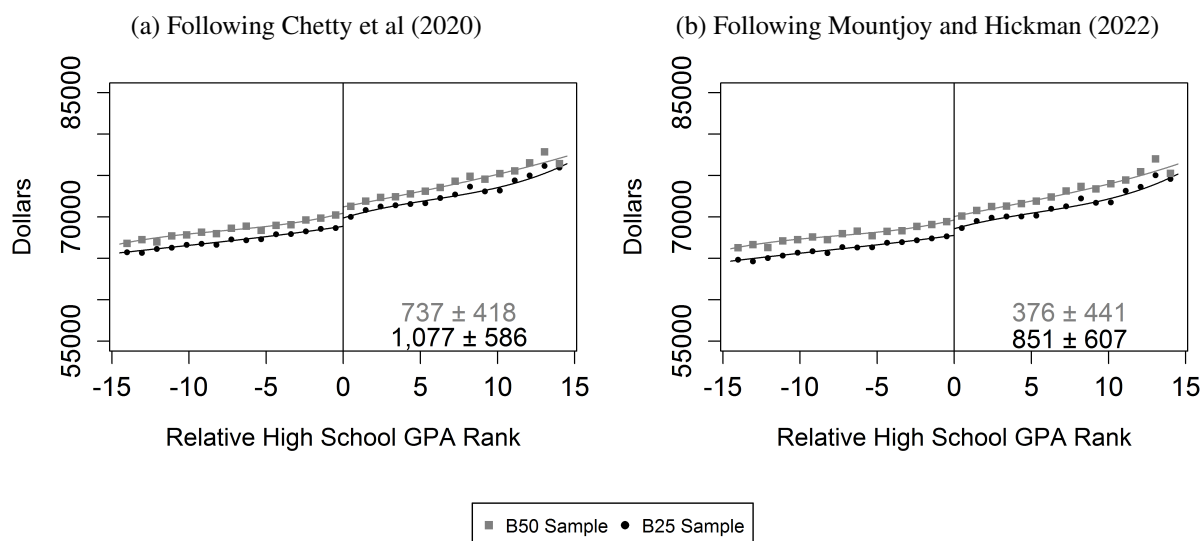 (a) Following Chetty et al (2020)
Dollars
85000
70000
55000
737 ± 418
1,077 ± 586
-15 -10 -5 0 5 10 15
Relative High School GPA Rank
(b) Following Mountjoy and Hickman (2022)
Dollars
85000
70000
55000
376 ± 441
851 ± 607
-15 -10 -5 0 5 10 15
Relative High School GPA Rank
B50 Sample B25 Sample